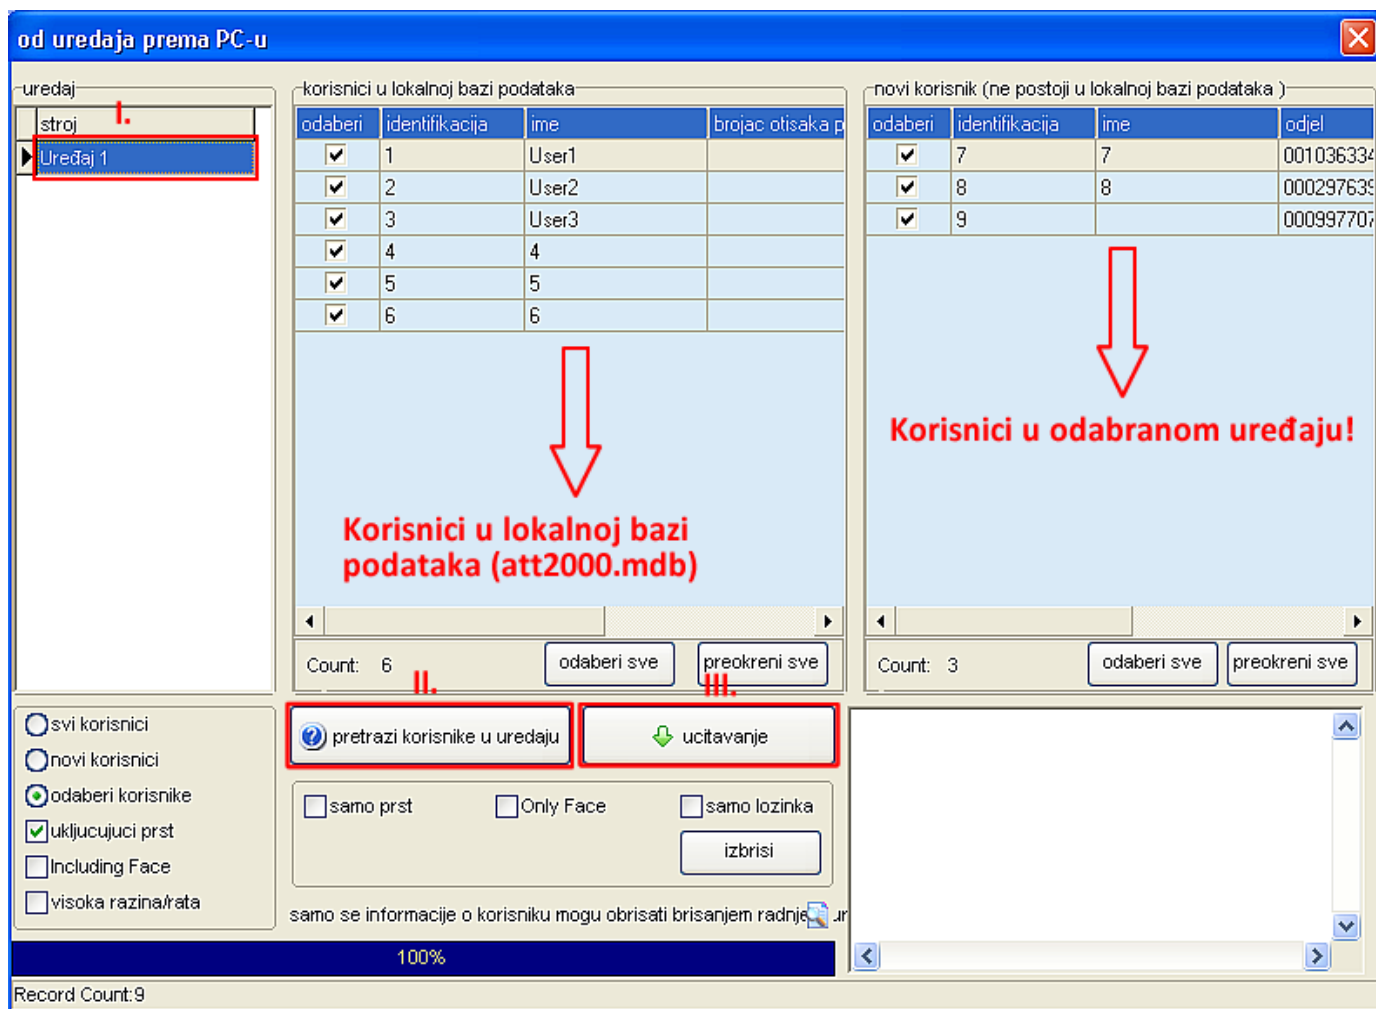 od uredaja prema PC-u
uredaj
I.
stroj
Uređaj 1
korisnici u lokalnoj bazi podataka
odaberi identifikacija ime brojac otisaka p
1 User1
2 User2
3 User3
4 4
5 5
6 6
Korisnici u lokalnoj bazi
podataka (att2000.mdb)
Count: 6 odaberi sve preokreni sve
novi korisnik (ne postoji u lokalnoj bazi podataka )
odaberi identifikacija ime odjel
7 7 001036334
8 8 000297639
9 000997707
Korisnici u odabranom uređaju!
Count: 3 odaberi sve preokreni sve
II.
III.
svi korisnici
novi korisnici
odaberi korisnike
ukljucujuci prst
Including Face
visoka razina/rata
pretrazi korisnike u uredaju
ucitavanje
samo prst Only Face samo lozinka
izbrisi
samo se informacije o korisniku mogu obrisati brisanjem radnje ur
100%
Record Count:9